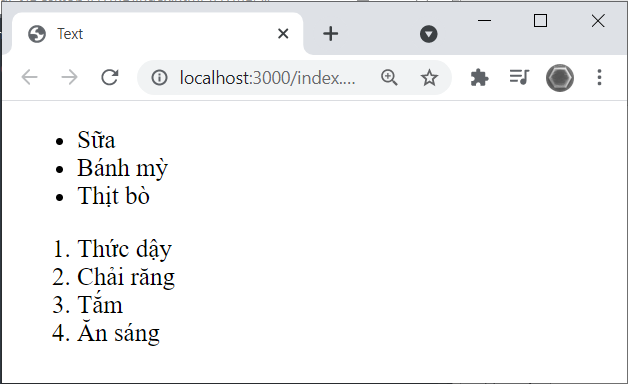 Text
localhost:3000/index....
• Sữa
• Bánh mỳ
• Thịt bò
1. Thức dậy
2. Chải răng
3. Tắm
4. Ăn sáng